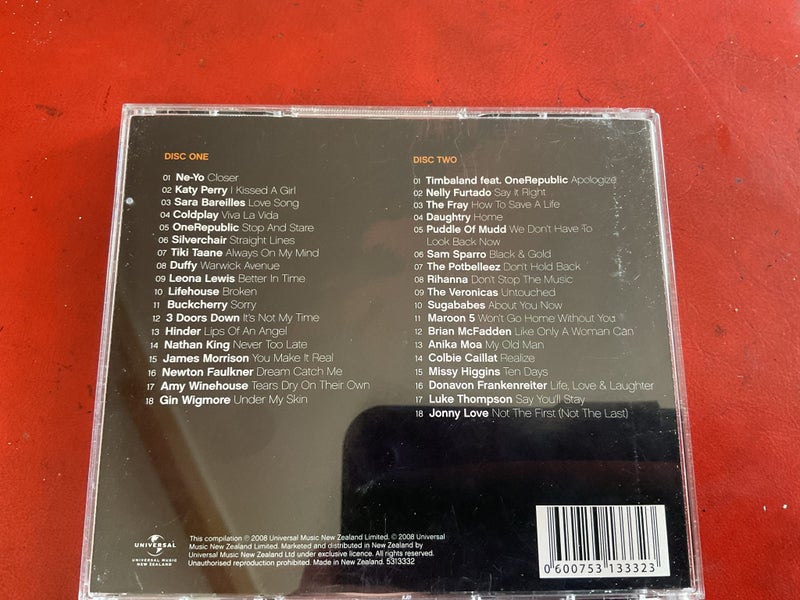 DISC ONE
01 Ne-Yo Closer
02 Katy Perry I Kissed A Girl
03 Sara Bareilles Love Song
04 Coldplay Viva La Vida
05 OneRepublic Stop And Stare
06 Silverchair Straight Lines
07 Tiki Taane Always On My Mind
08 Duffy Warwick Avenue
09 Leona Lewis Better In Time
10 Lifehouse Broken
11 Buckcherry Sorry
12 3 Doors Down It's Not My Time
13 Hinder Lips Of An Angel
14 Nathan King Never Too Late
15 James Morrison You Make It Real
16 Newton Faulkner Dream Catch Me
17 Amy Winehouse Tears Dry On Their Own
18 Gin Wigmore Under My Skin
DISC TWO
01 Timbaland feat. OneRepublic Apologize
02 Nelly Furtado Say It Right
03 The Fray How To Save A Life
04 Daughtry Home
05 Puddle Of Mudd We Don't Have To
Look Back Now
06 Sam Sparro Black & Gold
07 The Potbelleez Don't Hold Back
08 Rihanna Don't Stop The Music
09 The Veronicas Untouched
10 Sugababes About You Now
11 Maroon 5 Won't Go Home Without You
12 Brian McFadden Like Only A Woman Can
13 Anika Moa My Old Man
14 Colbie Caillat Realize
15 Missy Higgins Ten Days
16 Donavon Frankenreiter Life, Love & Laughter
17 Luke Thompson Say You'll Stay
18 Jonny Love Not The First (Not The Last)
UNIVERSAL
UNIVERSAL MUSIC
NEW ZEALAND
This compilation ℗ 2008 Universal Music New Zealand Limited. © 2008 Universal
Music New Zealand Limited. Marketed and distributed in New Zealand by
Universal Music New Zealand Ltd under exclusive licence. All rights reserved.
Unauthorised reproduction prohibited. Made in New Zealand. 5313332
0 600753 133323